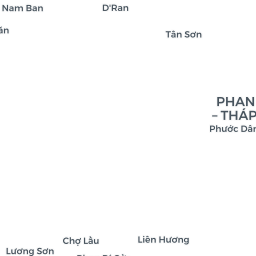 Nam Ban
D'Ran
Tân Sơn
PHAN
– THÁP
Phước Dân
Liên Hương
Chợ Lầu
Lương Sơn